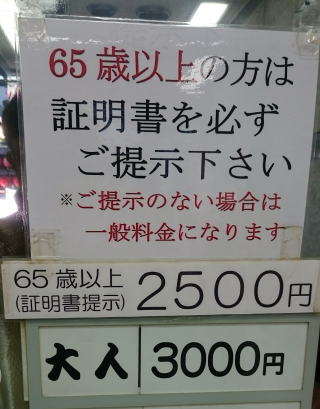 65歳以上の方は
証明書を必ず
ご提示下さい
※ご提示のない場合は
一般料金になります
65歳以上
(証明書提示) 2500円
大人 3000円